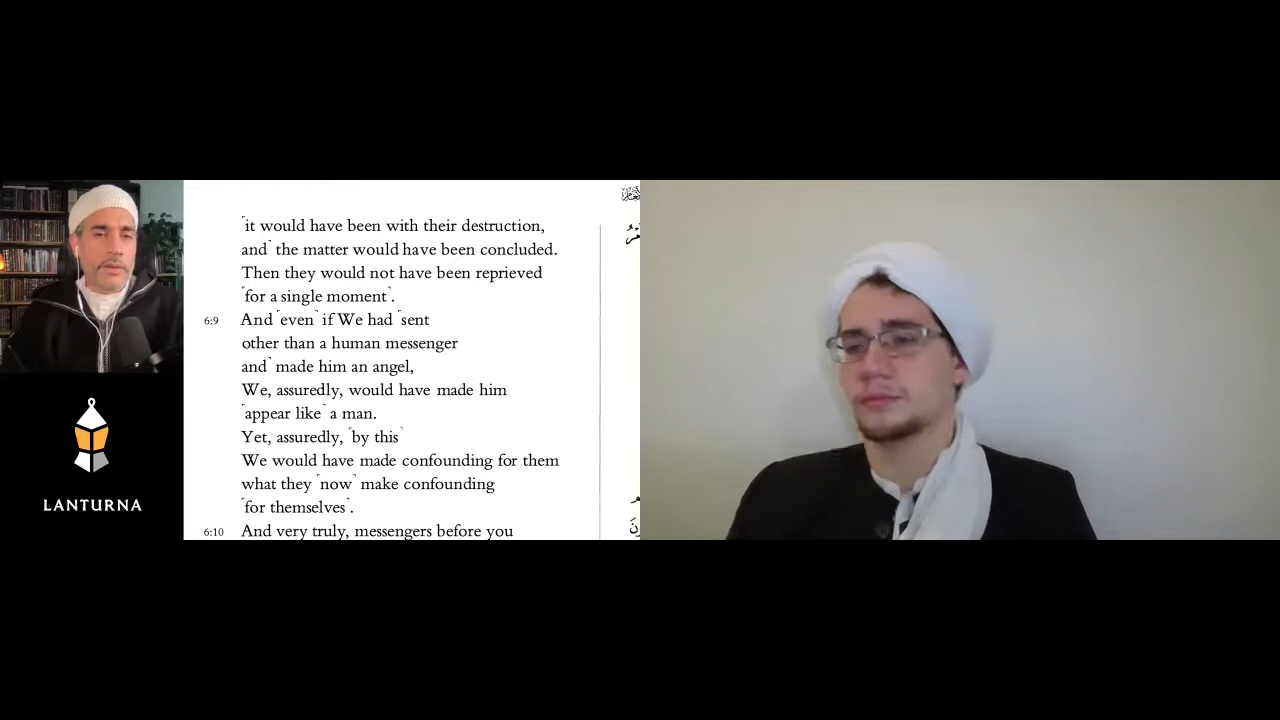 ⸢it would have been with their destruction,
and⸣ the matter would have been concluded.
Then they would not have been reprieved
⸢for a single moment⸣.
6:9 And ⸢even⸣ if We had ⸢sent
other than a human messenger
and⸣ made him an angel,
We, assuredly, would have made him
⸢appear like⸣ a man.
Yet, assuredly, ⸢by this⸣
We would have made confounding for them
what they ⸢now⸣ make confounding
⸢for themselves⸣.
6:10 And very truly, messengers before you
LANTURNA